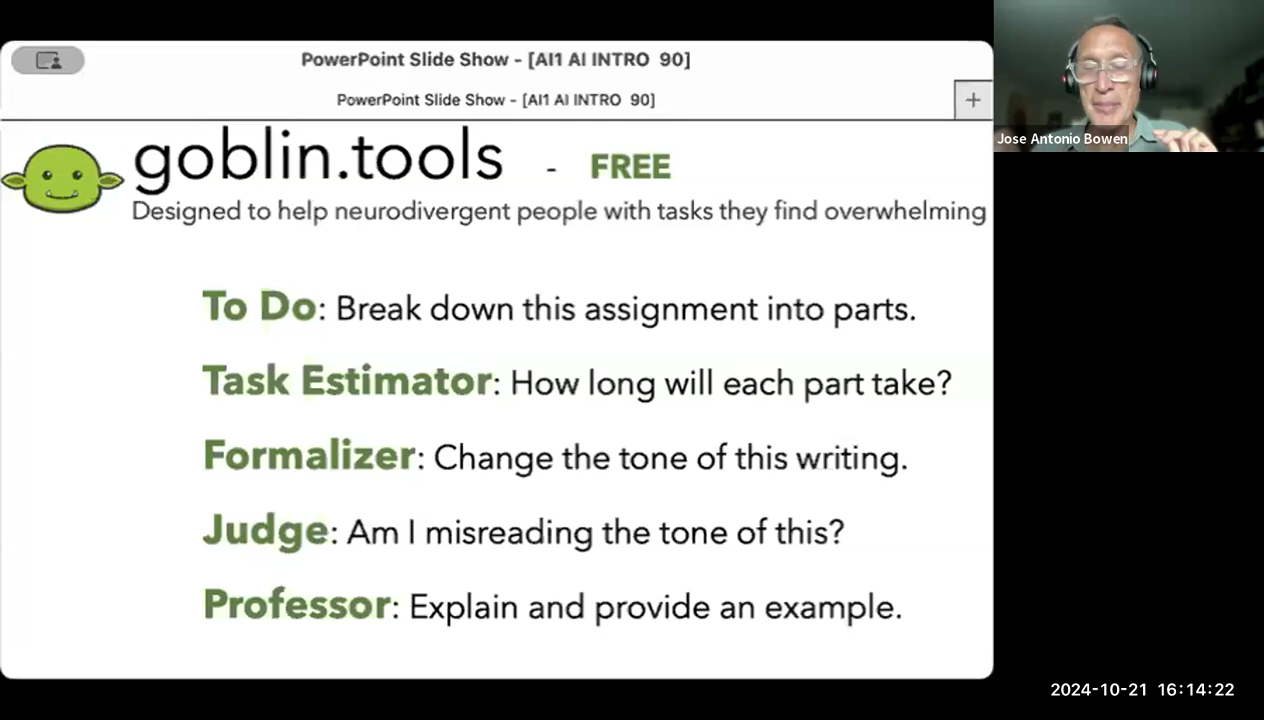 PowerPoint Slide Show - [AI1 AI INTRO  90]
PowerPoint Slide Show - [AI1 AI INTRO  90]
+
Jose Antonio Bowen
goblin.tools - FREE
Designed to help neurodivergent people with tasks they find overwhelming
To Do: Break down this assignment into parts.
Task Estimator: How long will each part take?
Formalizer: Change the tone of this writing.
Judge: Am I misreading the tone of this?
Professor: Explain and provide an example.
2024-10-21 16:14:22